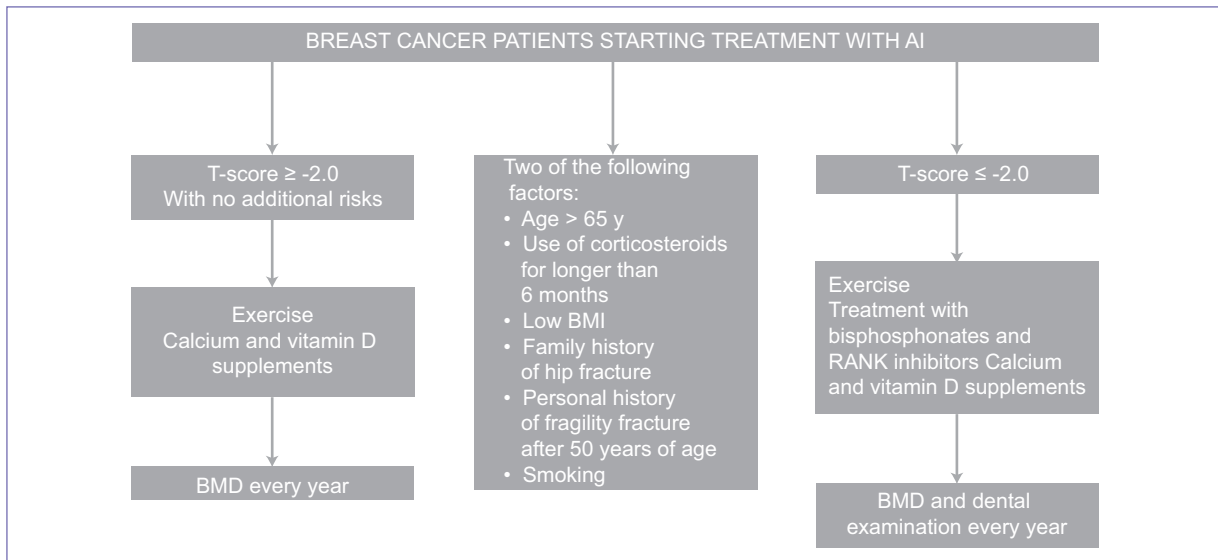 BREAST CANCER PATIENTS STARTING TREATMENT WITH AI
T-score ≥ -2.0
With no additional risks
Exercise
Calcium and vitamin D
supplements
BMD every year
Two of the following
factors:
• Age > 65 y
• Use of corticosteroids
for longer than
6 months
• Low BMI
• Family history
of hip fracture
• Personal history
of fragility fracture
after 50 years of age
• Smoking
T-score ≤ -2.0
Exercise
Treatment with
bisphosphonates and
RANK inhibitors Calcium
and vitamin D supplements
BMD and dental
examination every year